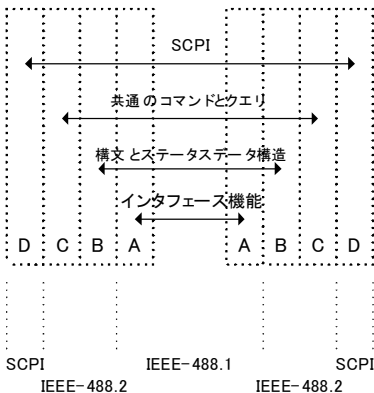 SCPI
共通のコマンドとクエリ
構文とステータスデータ構造
インタフェース機能
D C B A A B C D
SCPI IEEE-488.1 SCPI
IEEE-488.2 IEEE-488.2